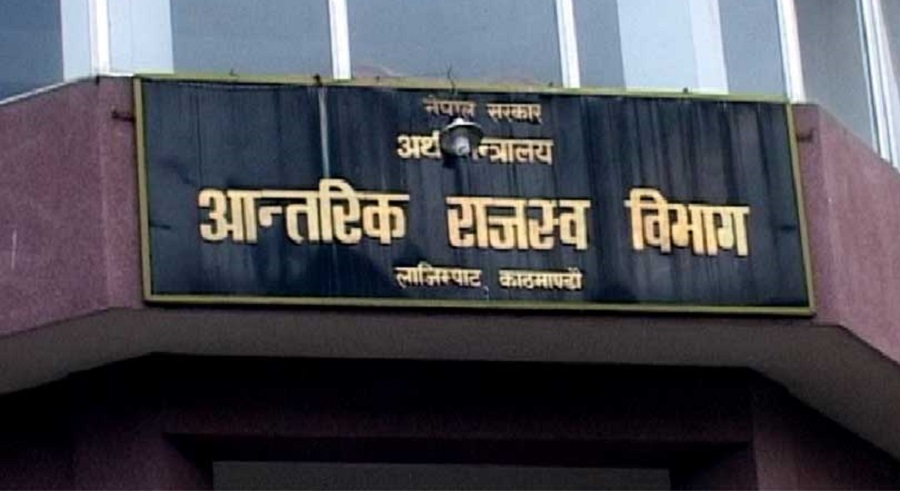 नेपाल सरकार
अर्थ मन्त्रालय
आन्तरिक राजस्व विभाग
लाजिम्पाट, काठमाण्डौ